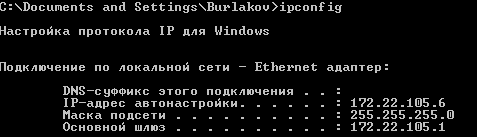 C:\Documents and Settings\Burlakov>ipconfig
Настройка протокола IP для Windows
Подключение по локальной сети - Ethernet адаптер:
DNS-суффикс этого подключения . . :
IP-адрес автонастройки. . . . . . : 172.22.105.6
Маска подсети . . . . . . . . . . : 255.255.255.0
Основной шлюз . . . . . . . . . . : 172.22.105.1